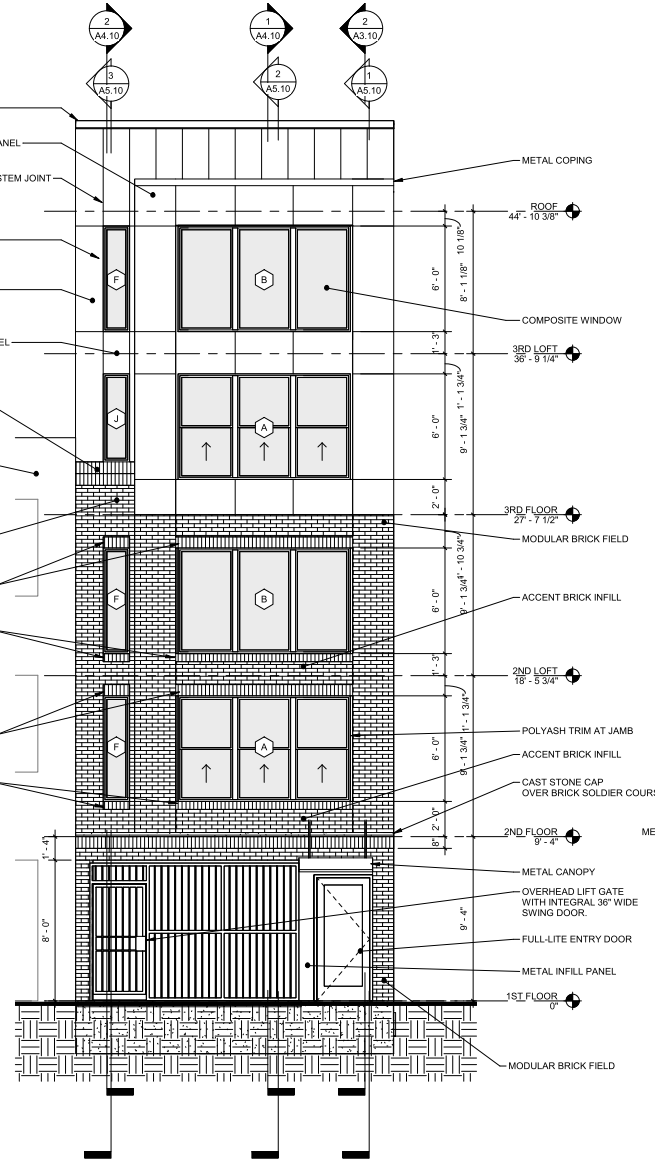 2
A4.10
1
A4.10
2
A3.10
3
A5.10
2
A5.10
1
A5.10
ANEL
STEM JOINT
EL
METAL COPING
ROOF
44' - 10 3/8"
COMPOSITE WINDOW
3RD LOFT
36' - 9 1/4"
3RD FLOOR
27' - 7 1/2"
MODULAR BRICK FIELD
ACCENT BRICK INFILL
2ND LOFT
18' - 5 3/4"
POLYASH TRIM AT JAMB
ACCENT BRICK INFILL
CAST STONE CAP
OVER BRICK SOLDIER COURS
2ND FLOOR
9' - 4"
ME
METAL CANOPY
OVERHEAD LIFT GATE
WITH INTEGRAL 36" WIDE
SWING DOOR.
FULL-LITE ENTRY DOOR
METAL INFILL PANEL
1ST FLOOR
0"
MODULAR BRICK FIELD
F
B
J
A
F
B
F
A
10 1/8"
6' - 0"
8' - 1 1/8"
1' - 3"
1' - 1 3/4"
6' - 0"
9' - 1 3/4"
2' - 0"
1' - 10 3/4"
6' - 0"
9' - 1 3/4"
1' - 3"
1' - 1 3/4"
6' - 0"
9' - 1 3/4"
2' - 0"
8"
1' - 4"
8' - 0"
9' - 4"